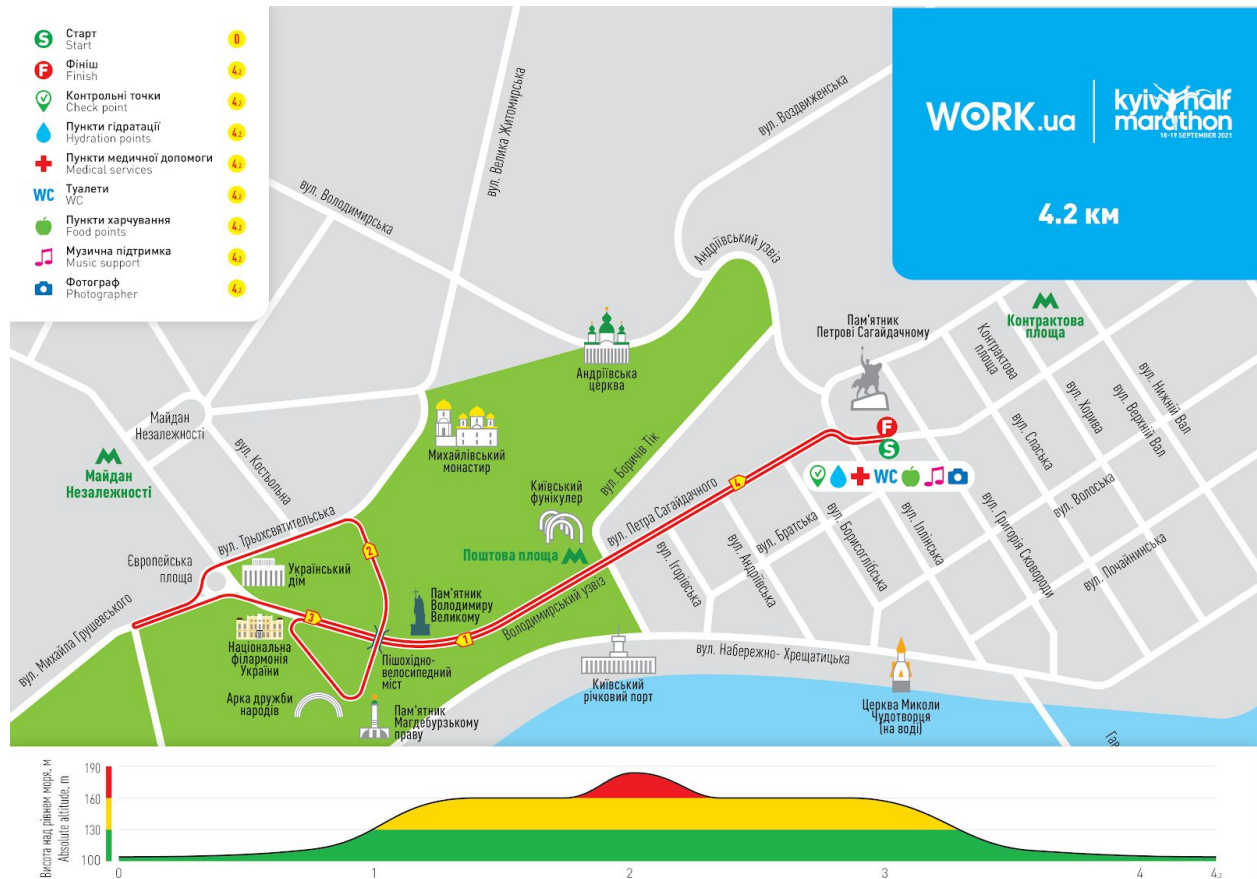 S
Старт
Start
0
F
Фініш
Finish
4.2
Контрольні точки
Check point
4.2
Пункти гідратації
Hydration points
4.2
Пункти медичної допомоги
Medical services
4.2
WC
Туалети
WC
4.2
Пункти харчування
Food points
4.2
Музична підтримка
Music support
4.2
Фотограф
Photographer
4.2
WORK.ua
kyiv half
marathon
18-19 SEPTEMBER 2021
4.2 км
вул. Володимирська
вул. Велика Житомирська
вул. Воздвиженська
Андріївський узвіз
Андріївська
церква
Пам'ятник
Петрові Сагайдачному
Контрактова
площа
Контрактова
площа
вул. Спаська
вул. Хорива
вул. Верхній Вал
вул. Нижній Вал
Майдан
Незалежності
Майдан
Незалежності
вул. Костьольна
Михайлівський
монастир
Київський
фунікулер
вул. Боричів Тік
Поштова площа
вул. Петра Сагайдачного
4
F
S
WC
вул. Ігорівська
вул. Андріївська
вул. Братська
вул. Борисоглібська
вул. Іллінська
вул. Григорія Сковороди
вул. Волоська
вул. Почайнинська
вул. Трьохсвятительська
2
Європейська
площа
Український
дім
вул. Михайла Грушевського
3
Національна
філармонія
України
Пам'ятник
Володимиру
Великому
1
Володимирський узвіз
Пішохідно-
велосипедний
міст
Арка дружби
народів
Пам'ятник
Магдебурзькому
праву
Київський
річковий порт
вул. Набережно- Хрещатицька
Церква Миколи
Чудотворця
(на воді)
Гав
Висота над рівнем моря, м
Absolute altitude, m
190
160
130
100
0
1
2
3
4
4.2